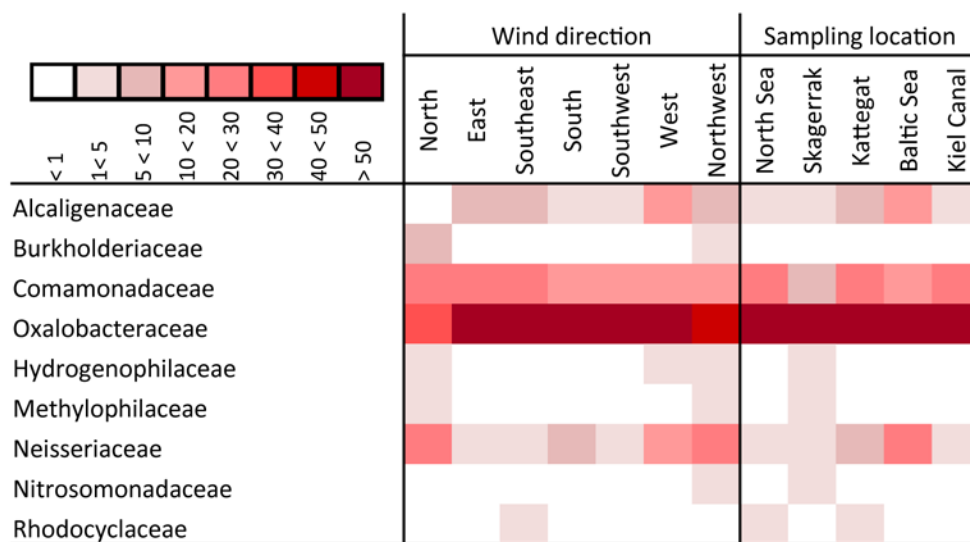 Wind direction
Sampling location
< 1
1 < 5
5 < 10
10 < 20
20 < 30
30 < 40
40 < 50
> 50
North
East
Southeast
South
Southwest
West
Northwest
North Sea
Skagerrak
Kattegat
Baltic Sea
Kiel Canal
Alcaligenaceae
Burkholderiaceae
Comamonadaceae
Oxalobacteraceae
Hydrogenophilaceae
Methylophilaceae
Neisseriaceae
Nitrosomonadaceae
Rhodocyclaceae